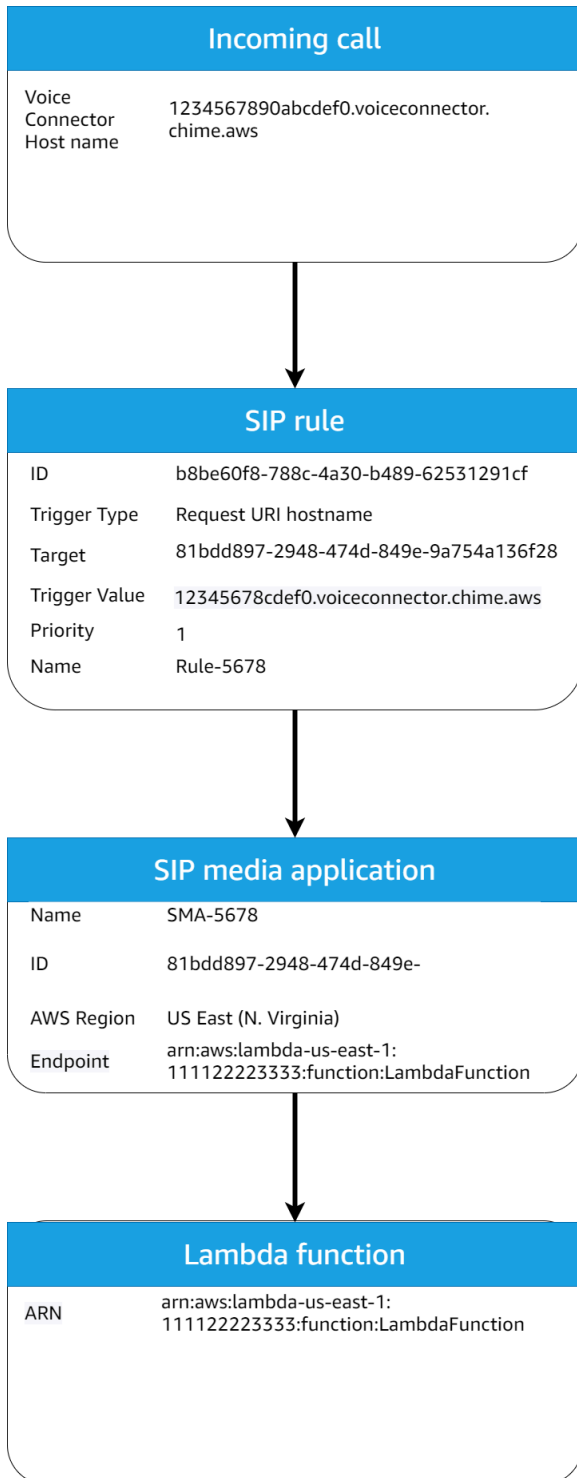 Incoming call
Voice
Connector
Host name
1234567890abcdef0.voiceconnector.
chime.aws
SIP rule
ID b8be60f8-788c-4a30-b489-62531291cf
Trigger Type Request URI hostname
Target 81bdd897-2948-474d-849e-9a754a136f28
Trigger Value 12345678cdef0.voiceconnector.chime.aws
Priority 1
Name Rule-5678
SIP media application
Name SMA-5678
ID 81bdd897-2948-474d-849e-
AWS Region US East (N. Virginia)
Endpoint arn:aws:lambda-us-east-1:
111122223333:function:LambdaFunction
Lambda function
ARN arn:aws:lambda-us-east-1:
111122223333:function:LambdaFunction